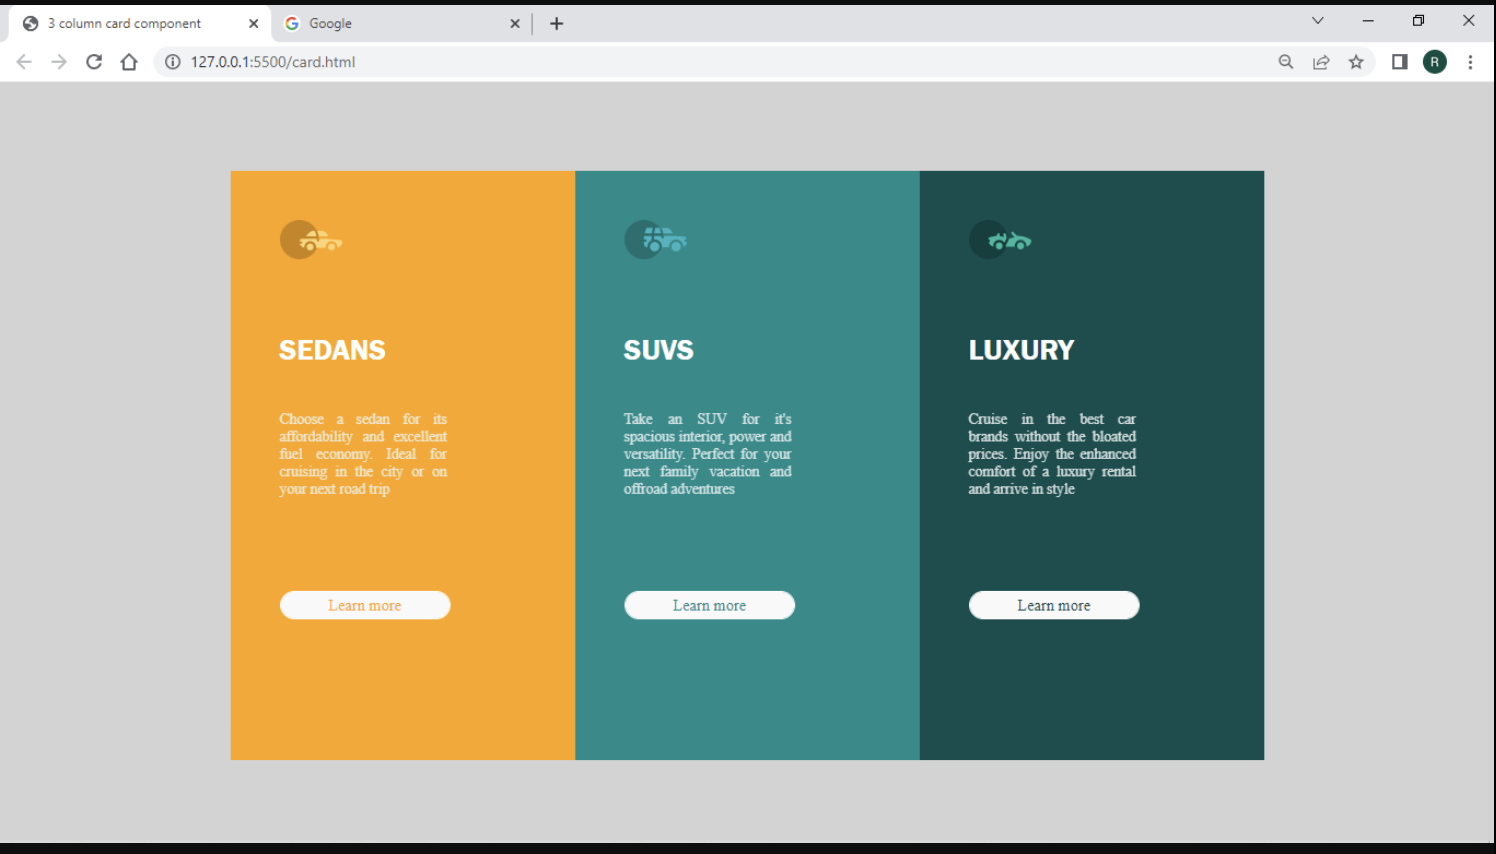 3 column card component
Google
127.0.0.1:5500/card.html
R
SEDANS
Choose a sedan for its
affordability and excellent
fuel economy. Ideal for
cruising in the city or on
your next road trip
Learn more
SUVS
Take an SUV for it's
spacious interior, power and
versatility. Perfect for your
next family vacation and
offroad adventures
Learn more
LUXURY
Cruise in the best car
brands without the bloated
prices. Enjoy the enhanced
comfort of a luxury rental
and arrive in style
Learn more